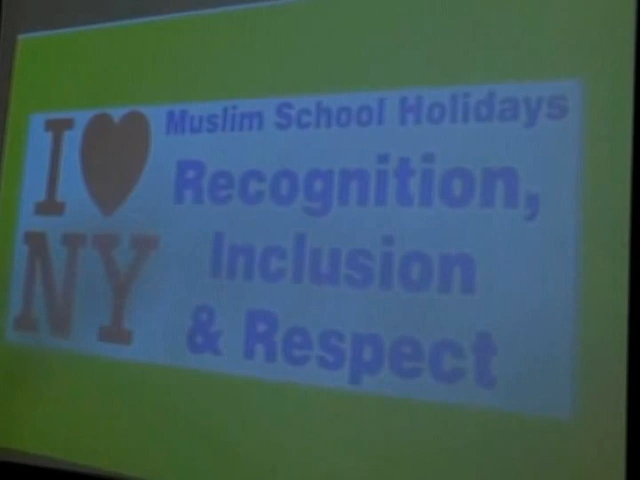 I ♥
NY
Muslim School Holidays
Recognition,
Inclusion
& Respect